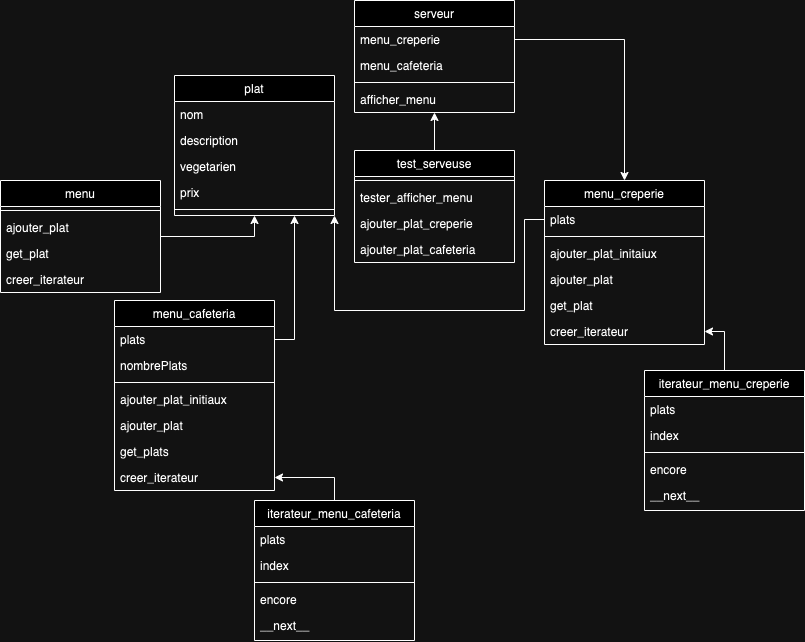 serveur
menu_creperie
menu_cafeteria
afficher_menu
plat
nom
description
vegetarien
prix
test_serveuse
tester_afficher_menu
ajouter_plat_creperie
ajouter_plat_cafeteria
menu
ajouter_plat
get_plat
creer_iterateur
menu_creperie
plats
ajouter_plat_initaiux
ajouter_plat
get_plat
creer_iterateur
menu_cafeteria
plats
nombrePlats
ajouter_plat_initiaux
ajouter_plat
get_plats
creer_iterateur
iterateur_menu_creperie
plats
index
encore
__next__
iterateur_menu_cafeteria
plats
index
encore
__next__